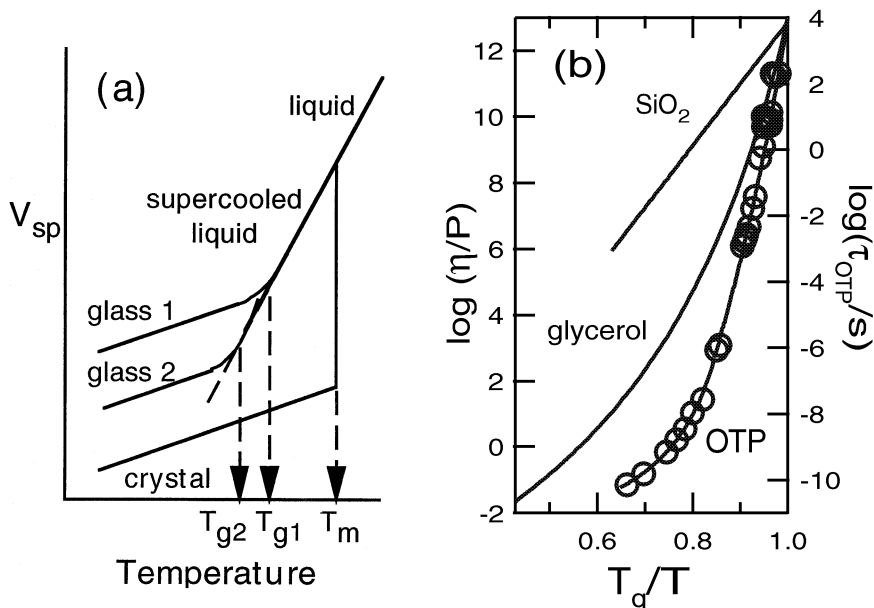 (a)
liquid
supercooled
liquid
V_sp
glass 1
glass 2
crystal
T_g2 T_g1 T_m
Temperature
(b)
SiO₂
glycerol
OTP
log (η/P)
12
10
8
6
4
2
0
-2
4
2
0
-2
-4
-6
-8
-10
log(τ_OTP/s)
0.6 0.8 1.0
T_g/T